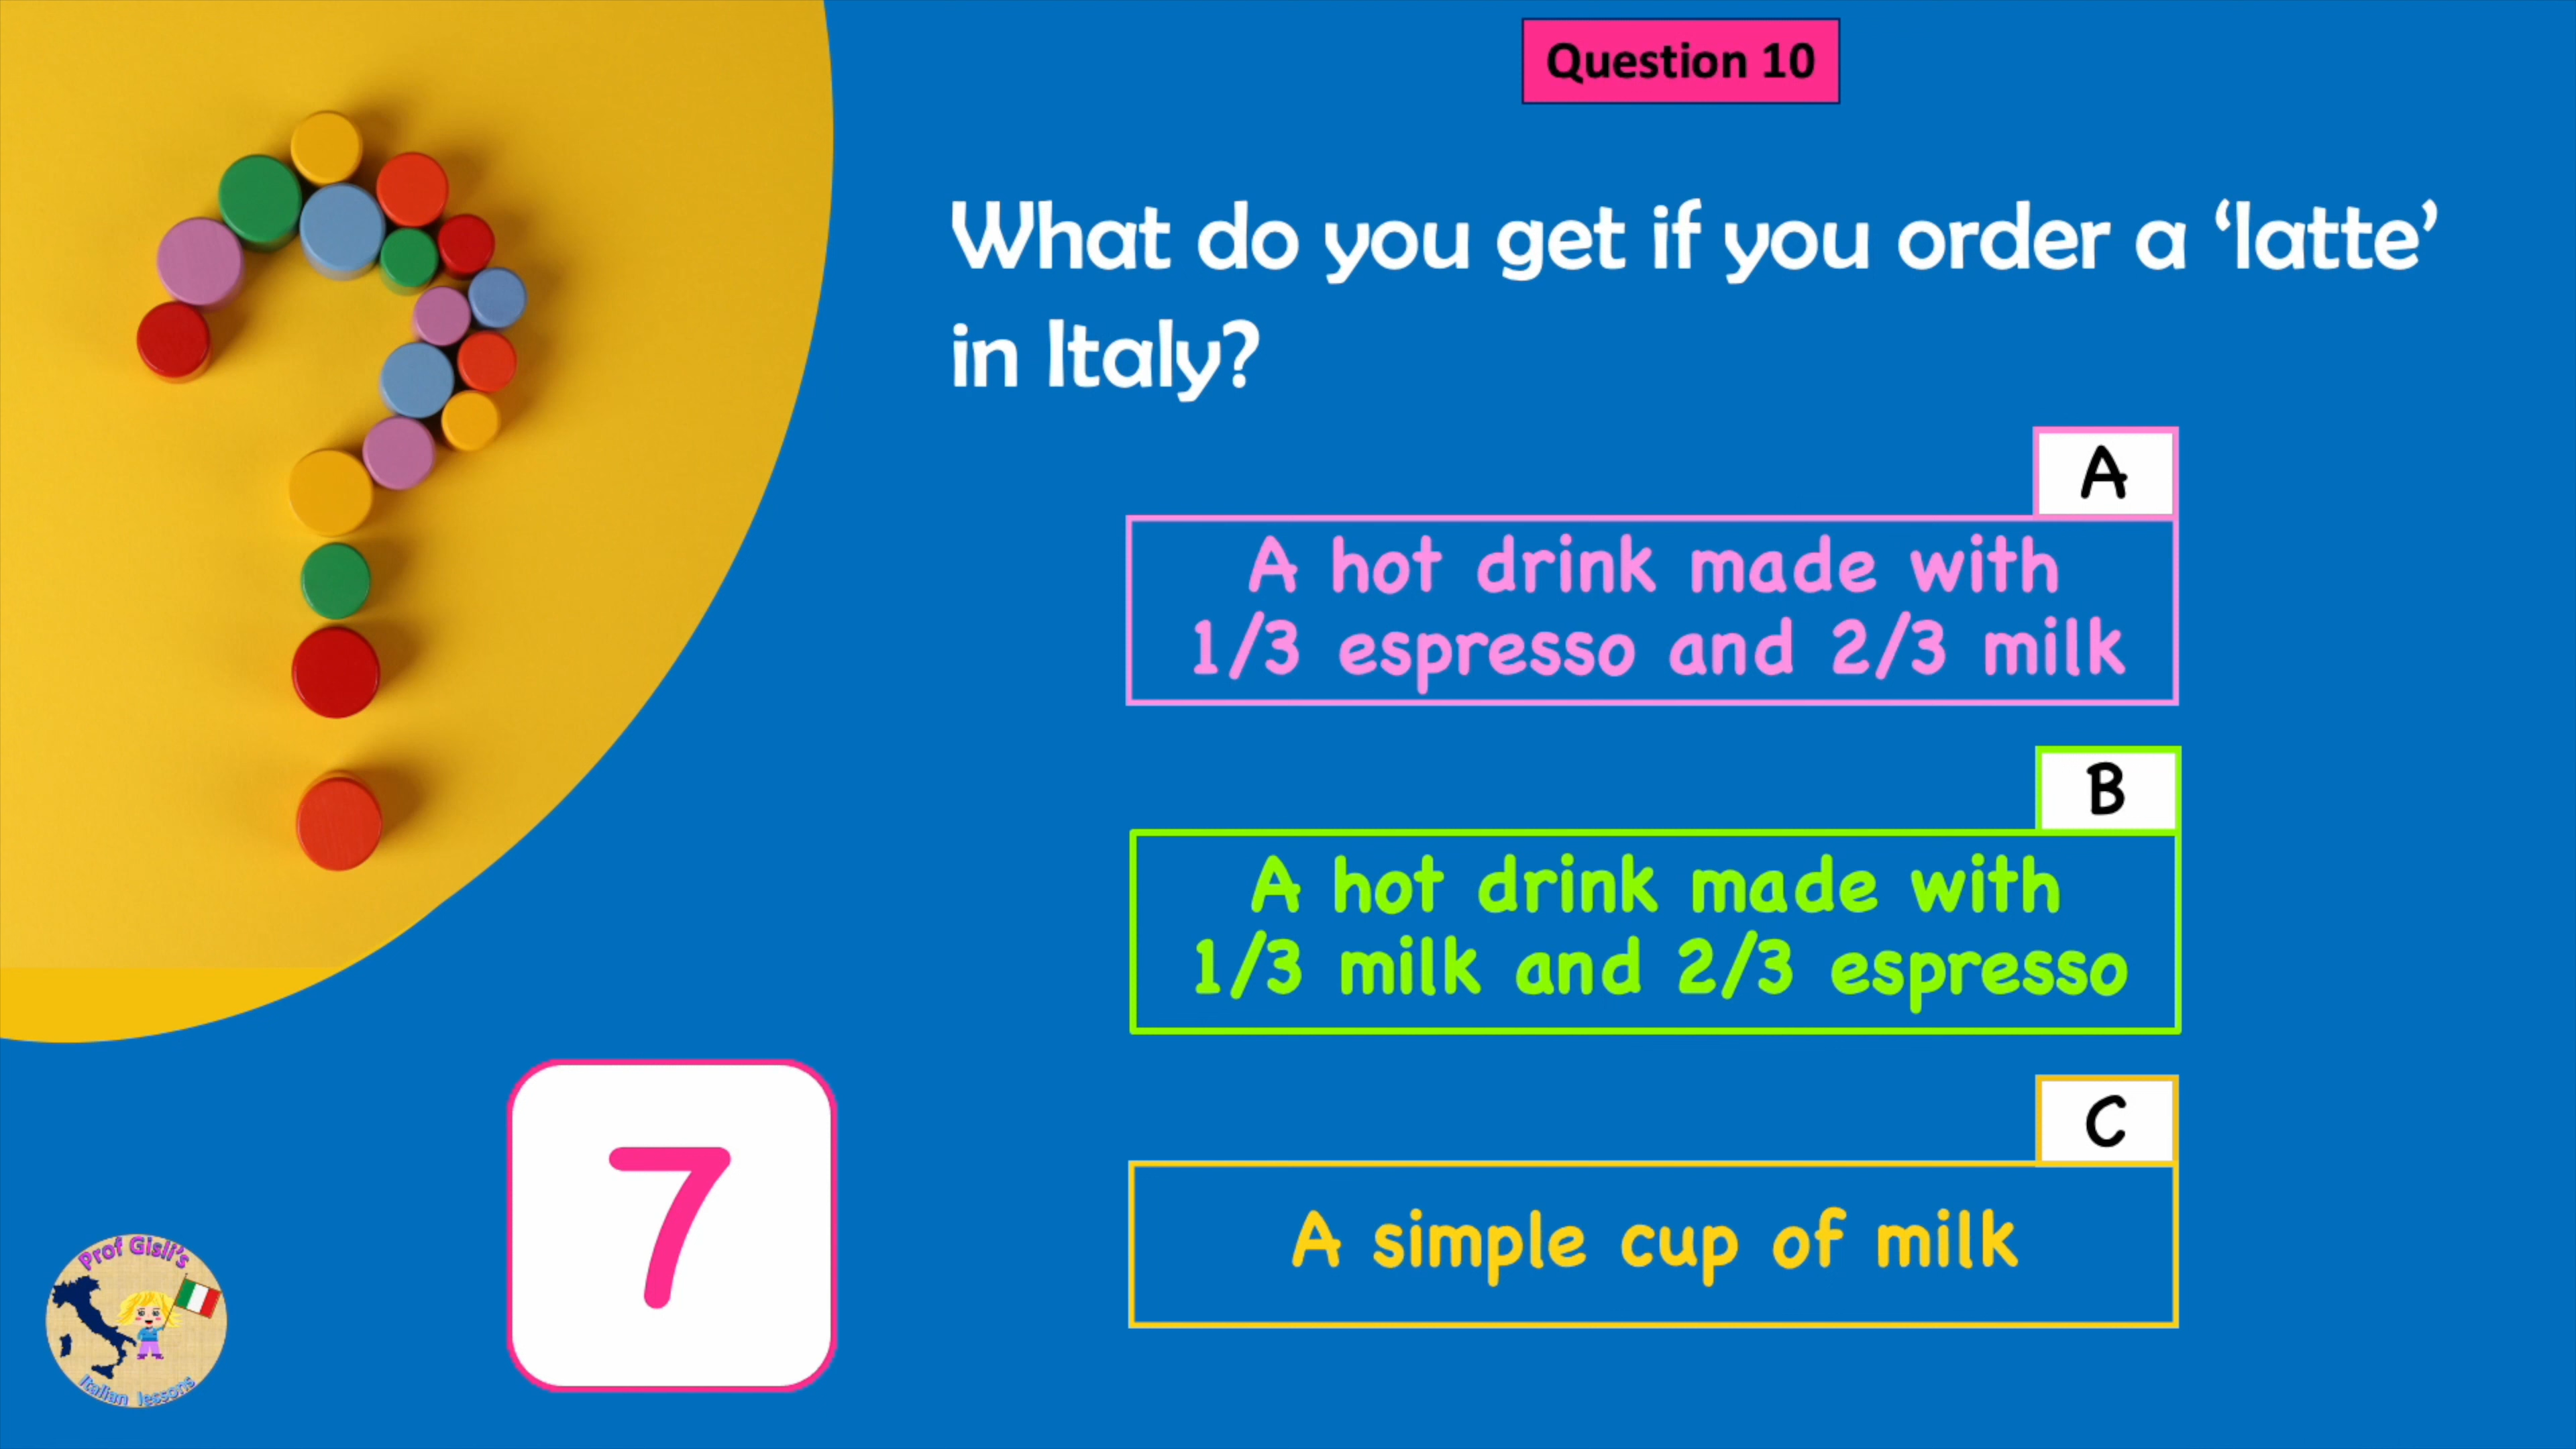 Question 10
What do you get if you order a ‘latte’
in Italy?
A
A hot drink made with
1/3 espresso and 2/3 milk
B
A hot drink made with
1/3 milk and 2/3 espresso
C
A simple cup of milk
7
Prof Gisli's
Italian lessons